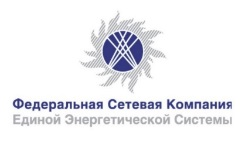 Федеральная Сетевая Компания
Единой Энергетической Системы